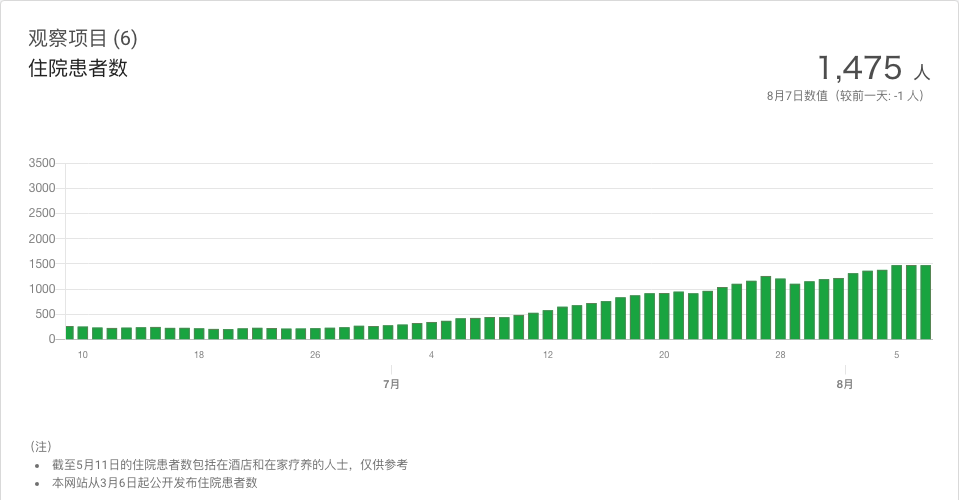 观察项目 (6)
住院患者数
1,475 人
8月7日数值（较前一天: -1 人）
3500
3000
2500
2000
1500
1000
500
0
10 18 26 4 12 20 28 5
7月 8月
（注）
• 截至5月11日的住院患者数包括在酒店和在家疗养的人士，仅供参考
• 本网站从3月6日起公开发布住院患者数